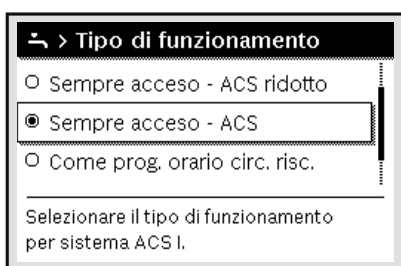 > Tipo di funzionamento
Sempre acceso - ACS ridotto
Sempre acceso - ACS
Come prog. orario circ. risc.
Selezionare il tipo di funzionamento
per sistema ACS I.